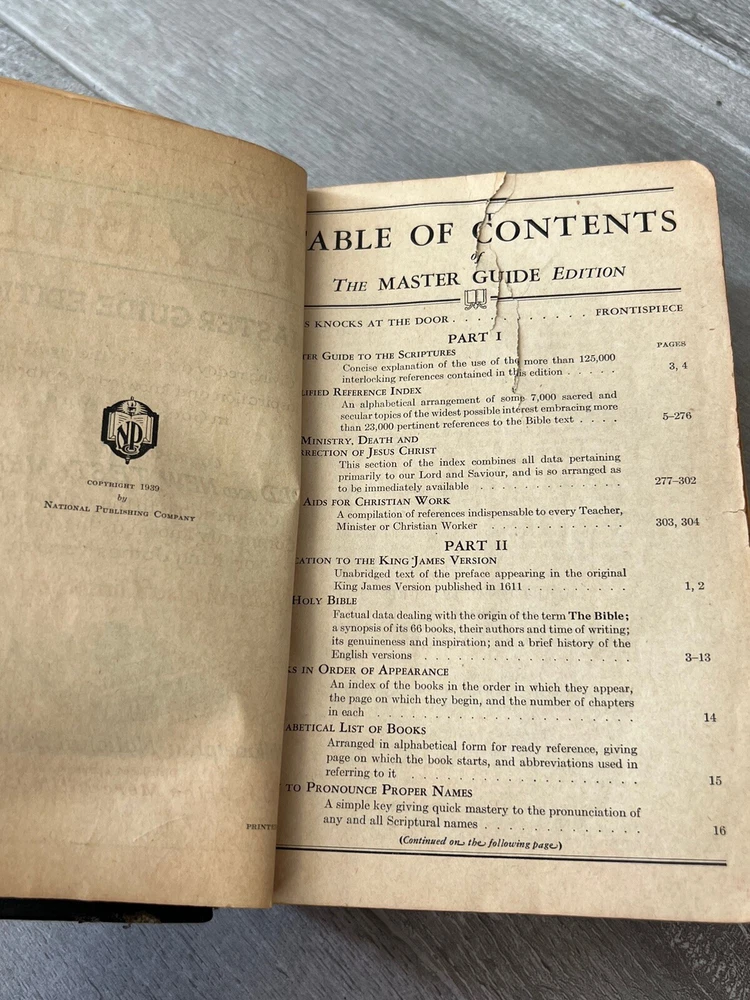 NP
COPYRIGHT 1939
by
NATIONAL PUBLISHING COMPANY
PRINTE
TABLE OF CONTENTS
of
THE MASTER GUIDE EDITION
S KNOCKS AT THE DOOR . . . . . . . . . . . FRONTISPIECE
PART I
PAGES
TER GUIDE TO THE SCRIPTURES
Concise explanation of the use of the more than 125,000
interlocking references contained in this edition . . . . . 3, 4
LIFIED REFERENCE INDEX
An alphabetical arrangement of some 7,000 sacred and
secular topics of the widest possible interest embracing more
than 23,000 pertinent references to the Bible text . . . . 5–276
MINISTRY, DEATH AND
RRECTION OF JESUS CHRIST
This section of the index combines all data pertaining
primarily to our Lord and Saviour, and is so arranged as
to be immediately available . . . . . . . . . . . 277–302
AIDS FOR CHRISTIAN WORK
A compilation of references indispensable to every Teacher,
Minister or Christian Worker . . . . . . . . . . . 303, 304
PART II
CATION TO THE KING JAMES VERSION
Unabridged text of the preface appearing in the original
King James Version published in 1611 . . . . . . . . 1, 2
HOLY BIBLE
Factual data dealing with the origin of the term The Bible;
a synopsis of its 66 books, their authors and time of writing;
its genuineness and inspiration; and a brief history of the
English versions . . . . . . . . . . . . . . 3–13
KS IN ORDER OF APPEARANCE
An index of the books in the order in which they appear,
the page on which they begin, and the number of chapters
in each . . . . . . . . . . . . . . . . . 14
ABETICAL LIST OF BOOKS
Arranged in alphabetical form for ready reference, giving
page on which the book starts, and abbreviations used in
referring to it . . . . . . . . . . . . . . . 15
TO PRONOUNCE PROPER NAMES
A simple key giving quick mastery to the pronunciation of
any and all Scriptural names . . . . . . . . . . 16
(Continued on the following page)